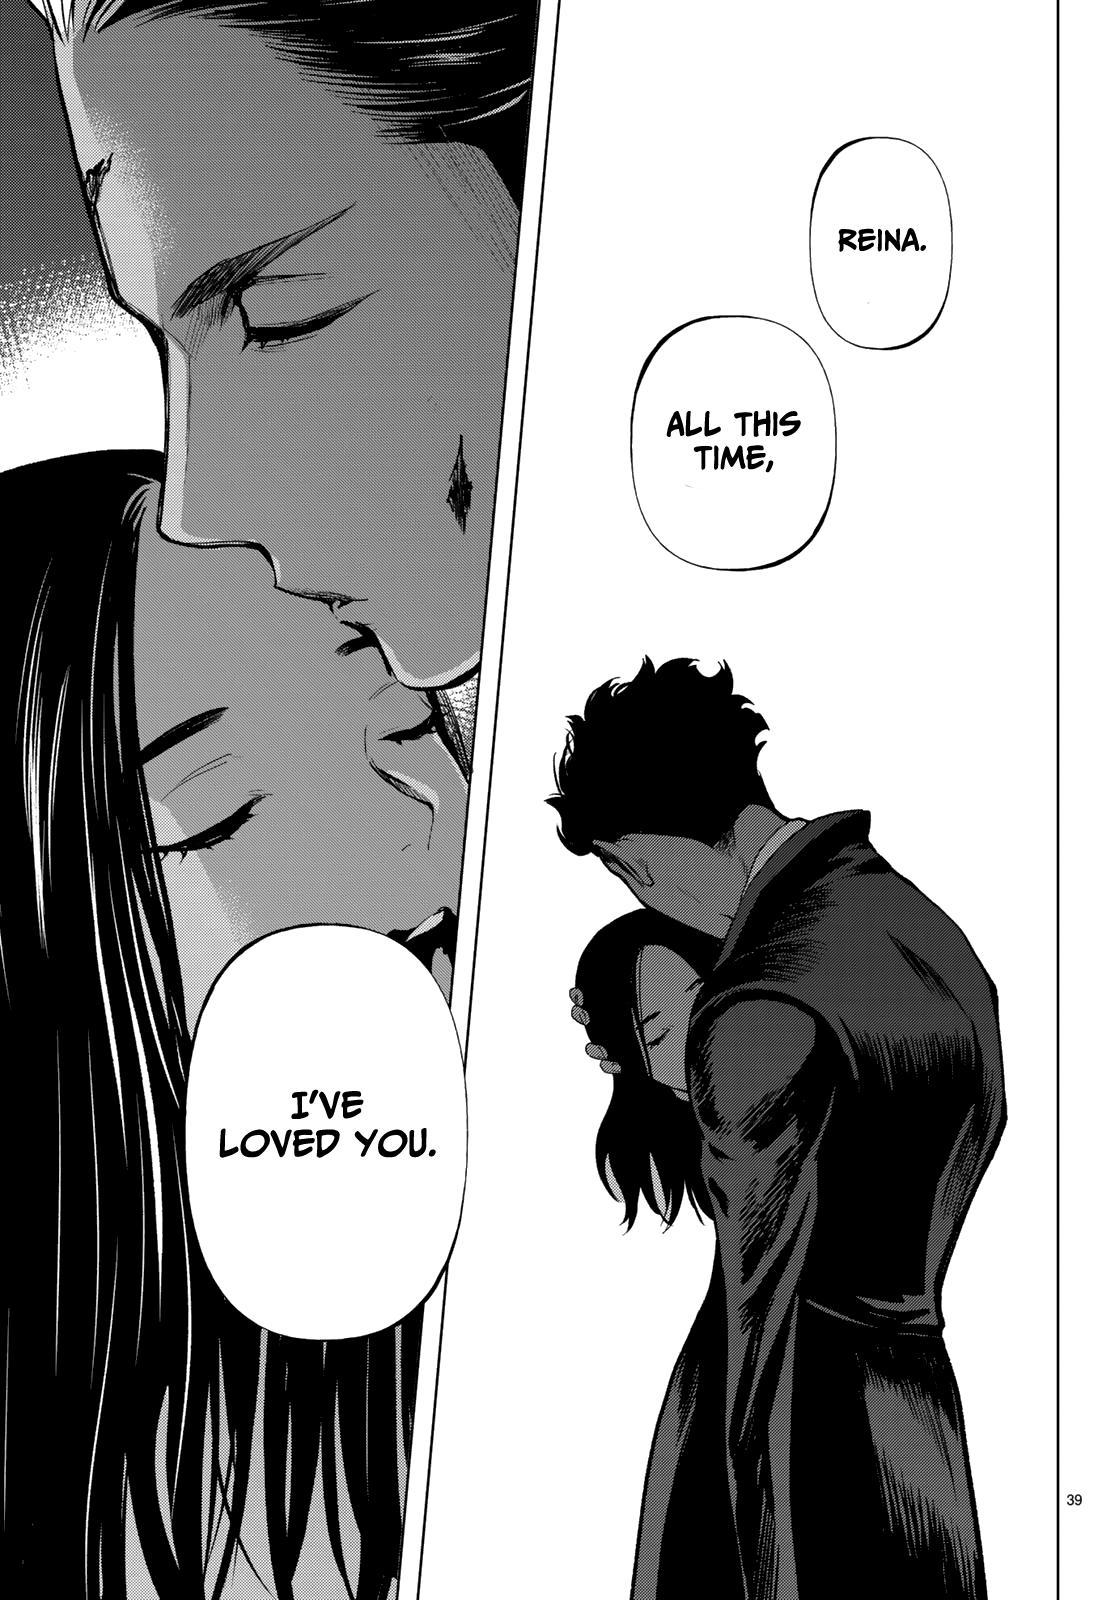 REINA.
ALL THIS
TIME,
I'VE
LOVED YOU.
39